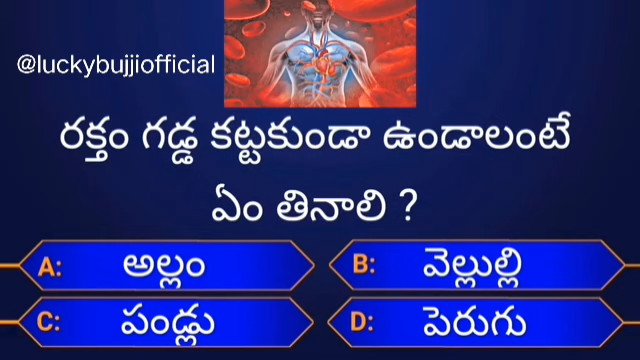 @luckybujjiofficial
రక్తం గడ్డ కట్టకుండా ఉండాలంటే
ఏం తినాలి ?
A: అల్లం
B: వెల్లుల్లి
C: పండ్లు
D: పెరుగు